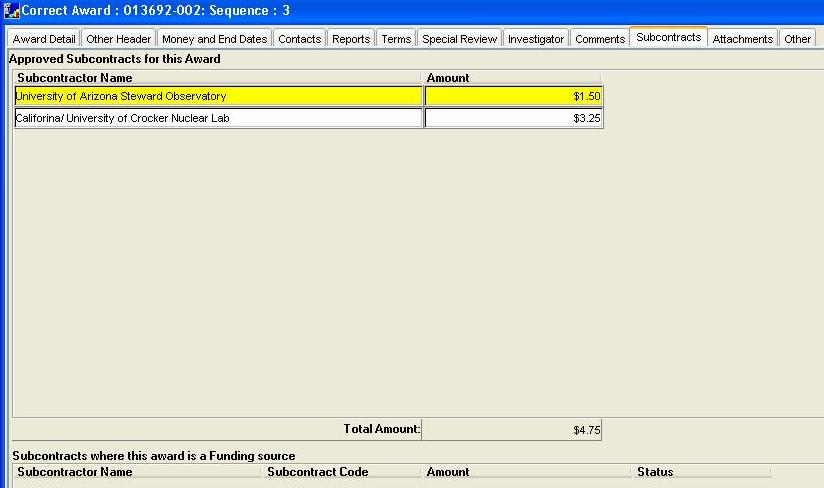 Correct Award : 013692-002: Sequence : 3
Award Detail Other Header Money and End Dates Contacts Reports Terms Special Review Investigator Comments Subcontracts Attachments Other
Approved Subcontracts for this Award
Subcontractor Name Amount
University of Arizona Steward Observatory $1.50
Califorina/ University of Crocker Nuclear Lab $3.25
Total Amount: $4.75
Subcontracts where this award is a Funding source
Subcontractor Name Subcontract Code Amount Status